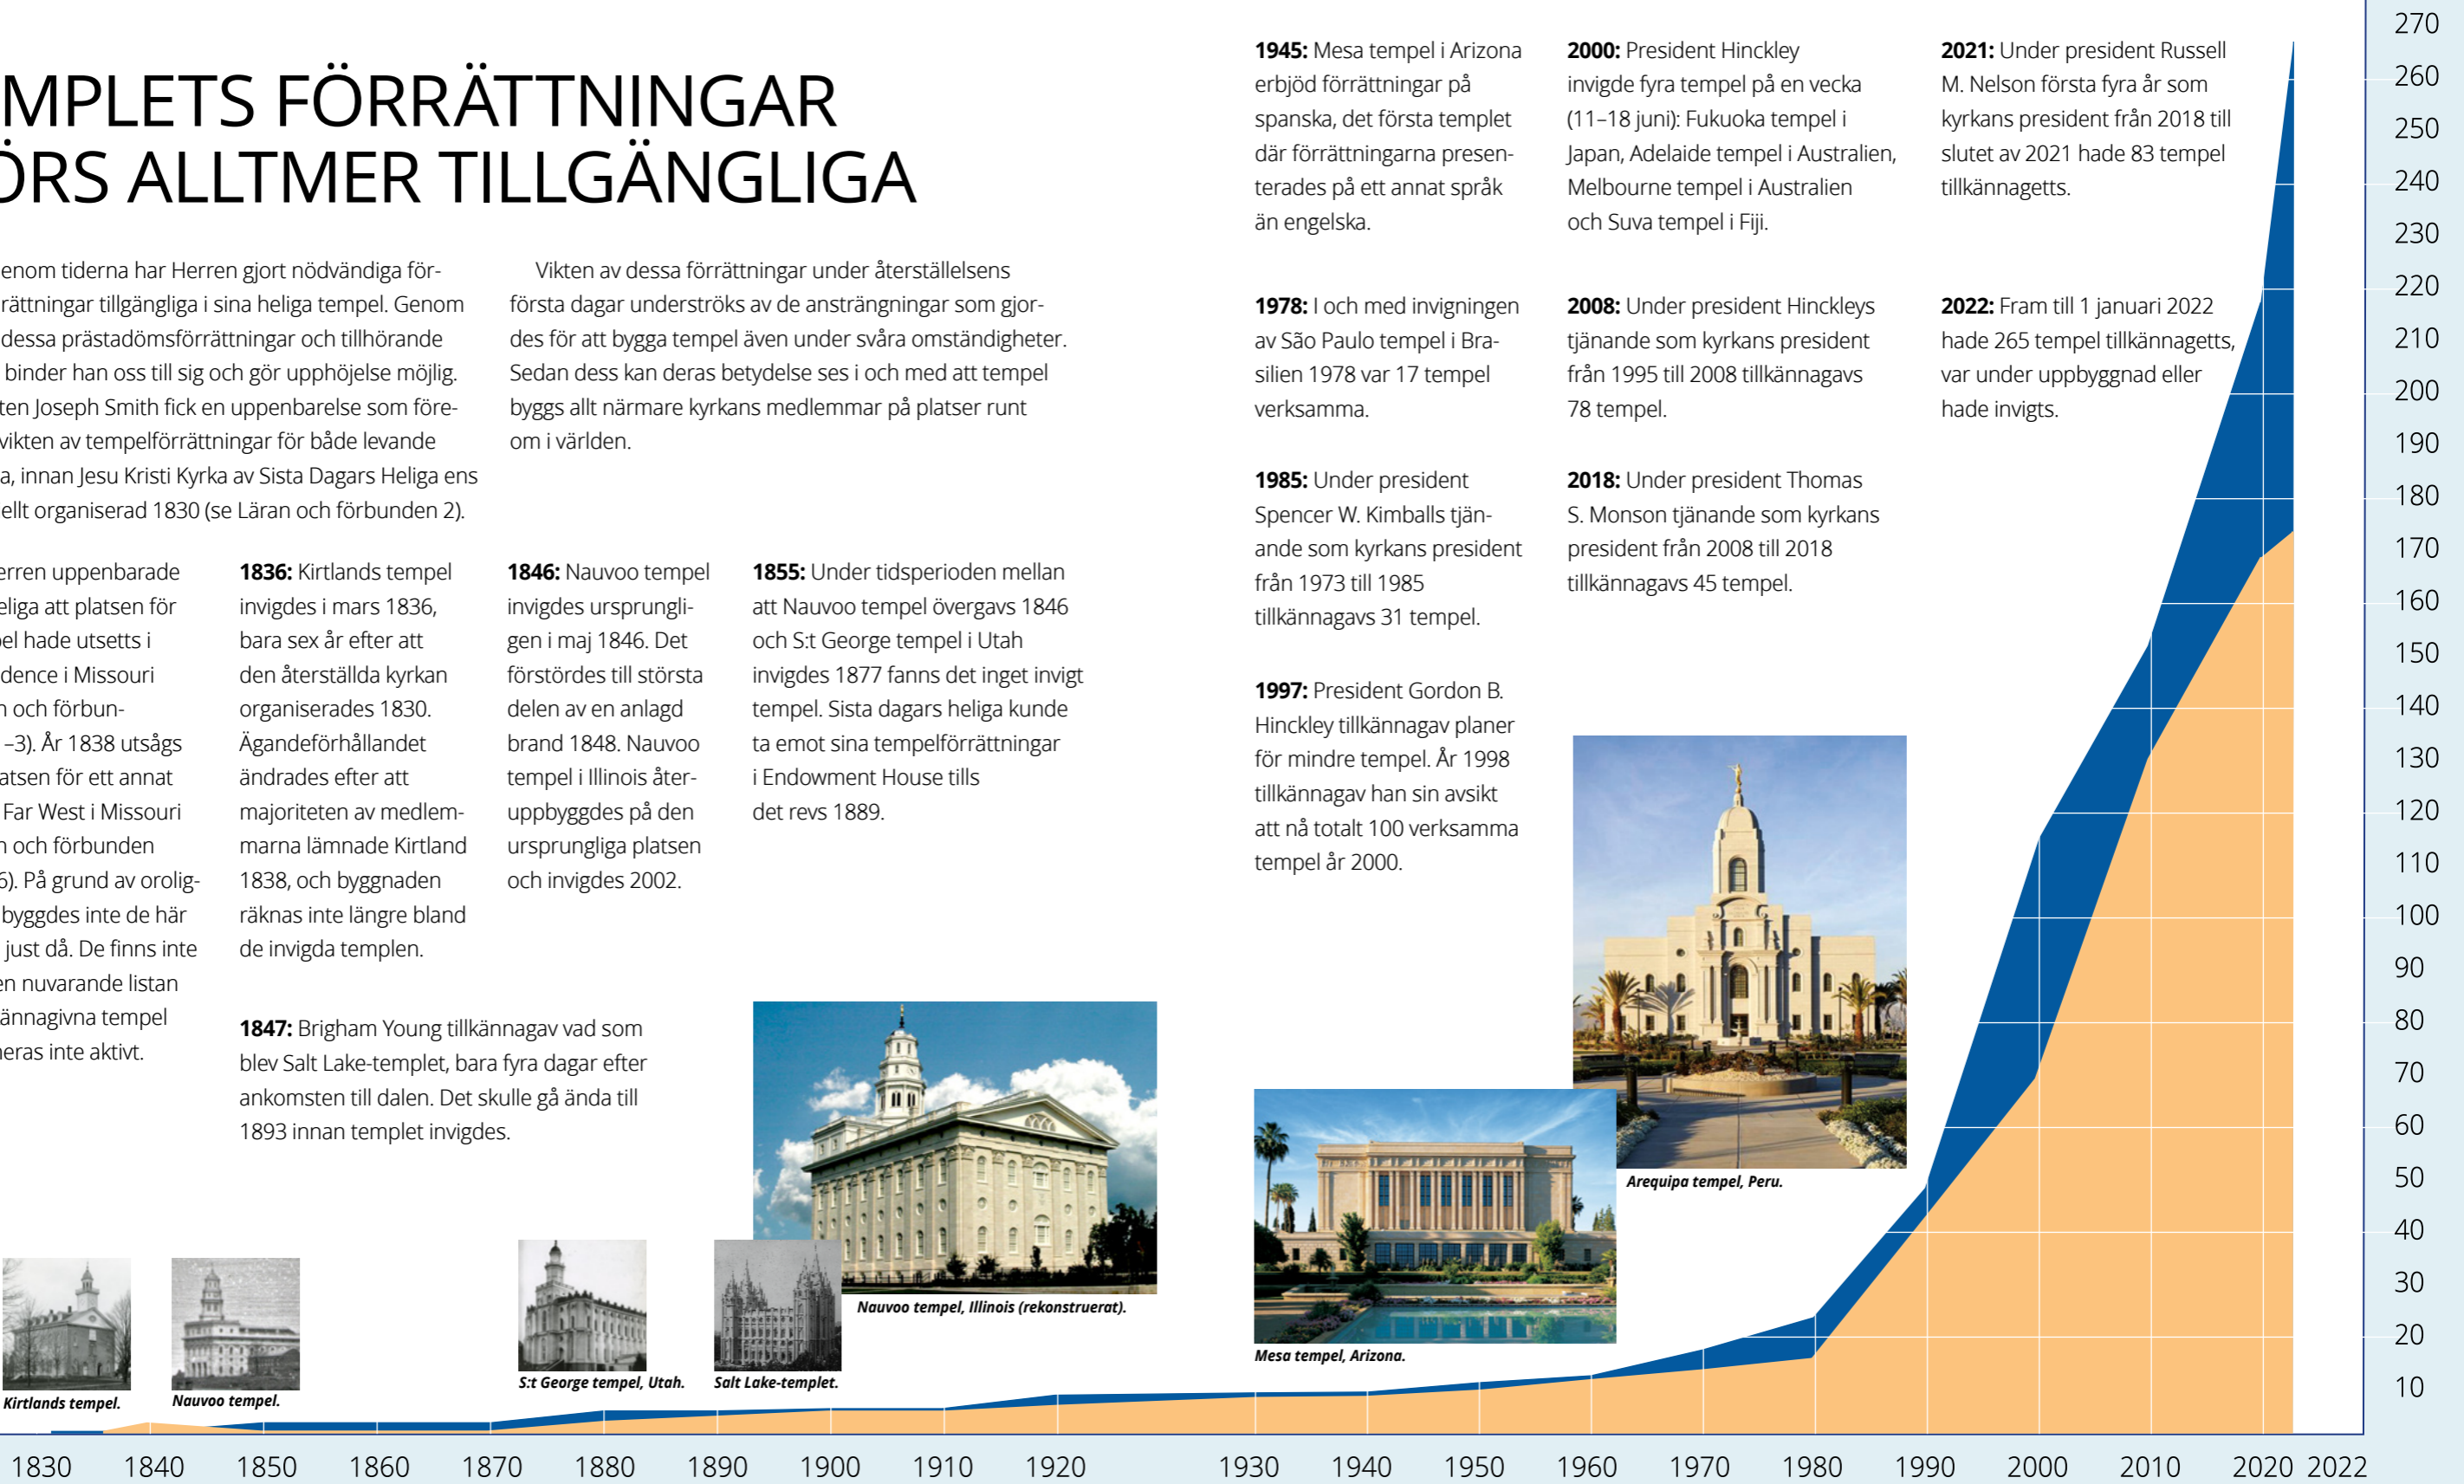 MPLETS FÖRRÄTTNINGAR
ÖRS ALLTMER TILLGÄNGLIGA
enom tiderna har Herren gjort nödvändiga för-
rättningar tillgängliga i sina heliga tempel. Genom
dessa prästadömsförrättningar och tillhörande
binder han oss till sig och gör upphöjelse möjlig.
ten Joseph Smith fick en uppenbarelse som före-
vikten av tempelförrättningar för både levande
a, innan Jesu Kristi Kyrka av Sista Dagars Heliga ens
ellt organiserad 1830 (se Läran och förbunden 2).
Vikten av dessa förrättningar under återställelsens
första dagar underströks av de ansträngningar som gjor-
des för att bygga tempel även under svåra omständigheter.
Sedan dess kan deras betydelse ses i och med att tempel
byggs allt närmare kyrkans medlemmar på platser runt
om i världen.
erren uppenbarade
eliga att platsen för
pel hade utsetts i
dence i Missouri
n och förbun-
–3). År 1838 utsågs
atsen för ett annat
Far West i Missouri
n och förbunden
6). På grund av orolig-
byggdes inte de här
just då. De finns inte
en nuvarande listan
ännagivna tempel
neras inte aktivt.
1836: Kirtlands tempel
invigdes i mars 1836,
bara sex år efter att
den återställda kyrkan
organiserades 1830.
Ägandeförhållandet
ändrades efter att
majoriteten av medlem-
marna lämnade Kirtland
1838, och byggnaden
räknas inte längre bland
de invigda templen.
1847: Brigham Young tillkännagav vad som
blev Salt Lake-templet, bara fyra dagar efter
ankomsten till dalen. Det skulle gå ända till
1893 innan templet invigdes.
1846: Nauvoo tempel
invigdes ursprungli-
gen i maj 1846. Det
förstördes till största
delen av en anlagd
brand 1848. Nauvoo
tempel i Illinois åter-
uppbyggdes på den
ursprungliga platsen
och invigdes 2002.
1855: Under tidsperioden mellan
att Nauvoo tempel övergavs 1846
och S:t George tempel i Utah
invigdes 1877 fanns det inget invigt
tempel. Sista dagars heliga kunde
ta emot sina tempelförrättningar
i Endowment House tills
det revs 1889.
1945: Mesa tempel i Arizona
erbjöd förrättningar på
spanska, det första templet
där förrättningarna presen-
terades på ett annat språk
än engelska.
1978: I och med invigningen
av São Paulo tempel i Bra-
silien 1978 var 17 tempel
verksamma.
1985: Under president
Spencer W. Kimballs tjän-
ande som kyrkans president
från 1973 till 1985
tillkännagavs 31 tempel.
1997: President Gordon B.
Hinckley tillkännagav planer
för mindre tempel. År 1998
tillkännagav han sin avsikt
att nå totalt 100 verksamma
tempel år 2000.
2000: President Hinckley
invigde fyra tempel på en vecka
(11–18 juni): Fukuoka tempel i
Japan, Adelaide tempel i Australien,
Melbourne tempel i Australien
och Suva tempel i Fiji.
2008: Under president Hinckleys
tjänande som kyrkans president
från 1995 till 2008 tillkännagavs
78 tempel.
2018: Under president Thomas
S. Monson tjänande som kyrkans
president från 2008 till 2018
tillkännagavs 45 tempel.
2021: Under president Russell
M. Nelson första fyra år som
kyrkans president från 2018 till
slutet av 2021 hade 83 tempel
tillkännagetts.
2022: Fram till 1 januari 2022
hade 265 tempel tillkännagetts,
var under uppbyggnad eller
hade invigts.
Kirtlands tempel.
Nauvoo tempel.
S:t George tempel, Utah.
Salt Lake-templet.
Nauvoo tempel, Illinois (rekonstruerat).
Mesa tempel, Arizona.
Arequipa tempel, Peru.
270
260
250
240
230
220
210
200
190
180
170
160
150
140
130
120
110
100
90
80
70
60
50
40
30
20
10
1830 1840 1850 1860 1870 1880 1890 1900 1910 1920 1930 1940 1950 1960 1970 1980 1990 2000 2010 2020 2022